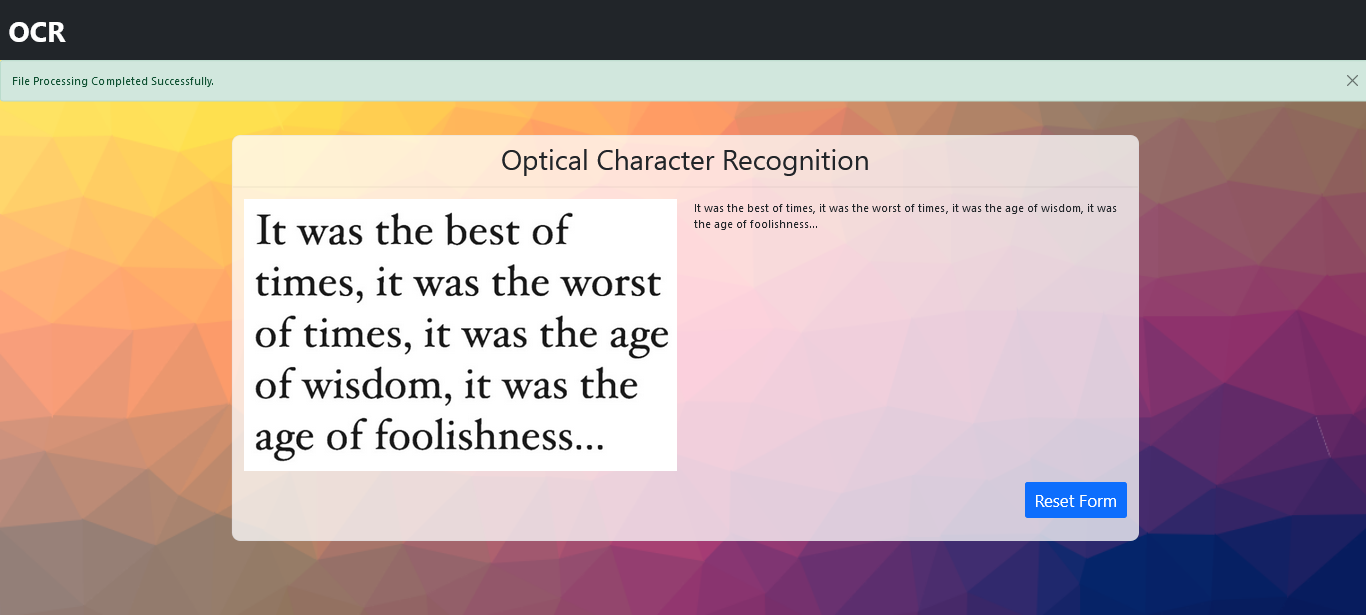 OCR
File Processing Completed Successfully.
Optical Character Recognition
It was the best of
times, it was the worst
of times, it was the age
of wisdom, it was the
age of foolishness...
It was the best of times, it was the worst of times, it was the age of wisdom, it was
the age of foolishness...
Reset Form